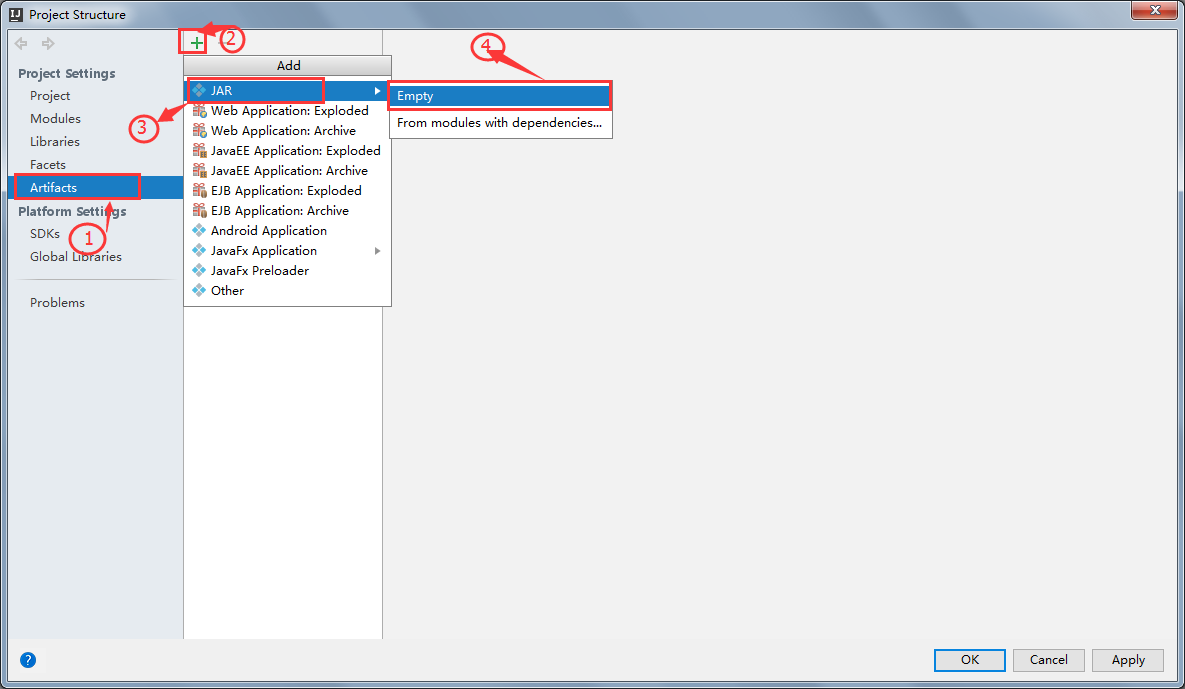 IJ Project Structure
2
4
Project Settings
Add
Project
JAR
Empty
Modules
Web Application: Exploded
From modules with dependencies...
3
Web Application: Archive
Libraries
JavaEE Application: Exploded
Facets
JavaEE Application: Archive
Artifacts
EJB Application: Exploded
Platform Settings
EJB Application: Archive
SDKs
1
Android Application
Global Libraries
JavaFx Application
JavaFx Preloader
Other
Problems
?
OK
Cancel
Apply